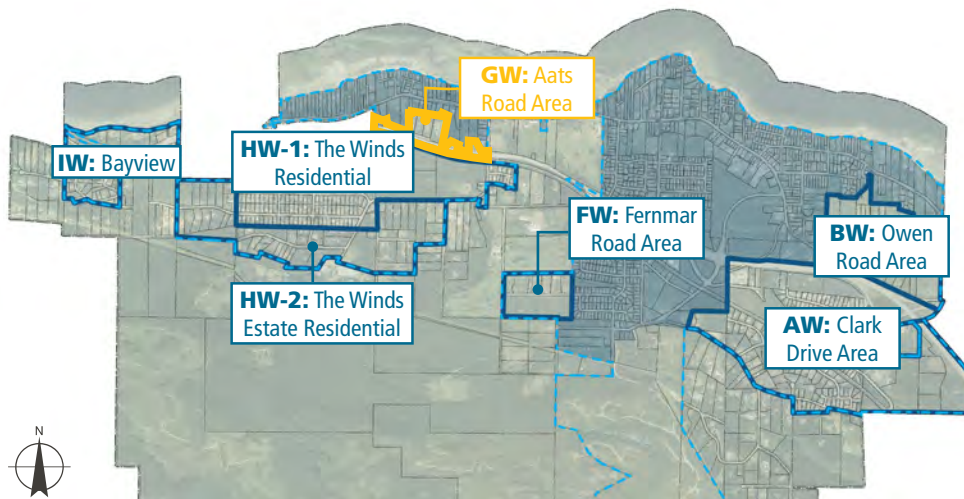 GW: Aats
Road Area
IW: Bayview
HW-1: The Winds
Residential
FW: Fernmar
Road Area
BW: Owen
Road Area
HW-2: The Winds
Estate Residential
AW: Clark
Drive Area
N